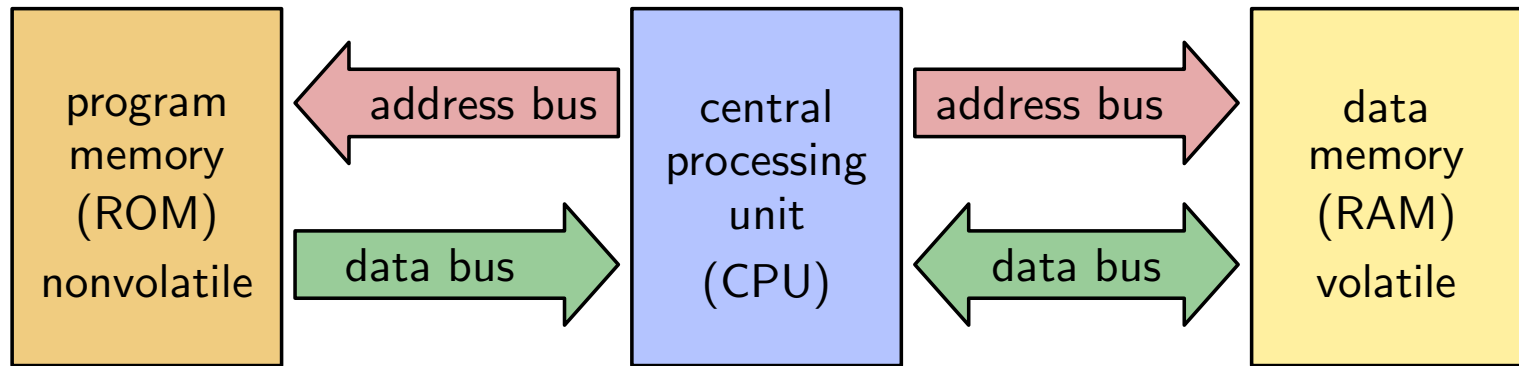 program
memory
(ROM)
nonvolatile
address bus
data bus
central
processing
unit
(CPU)
address bus
data bus
data
memory
(RAM)
volatile